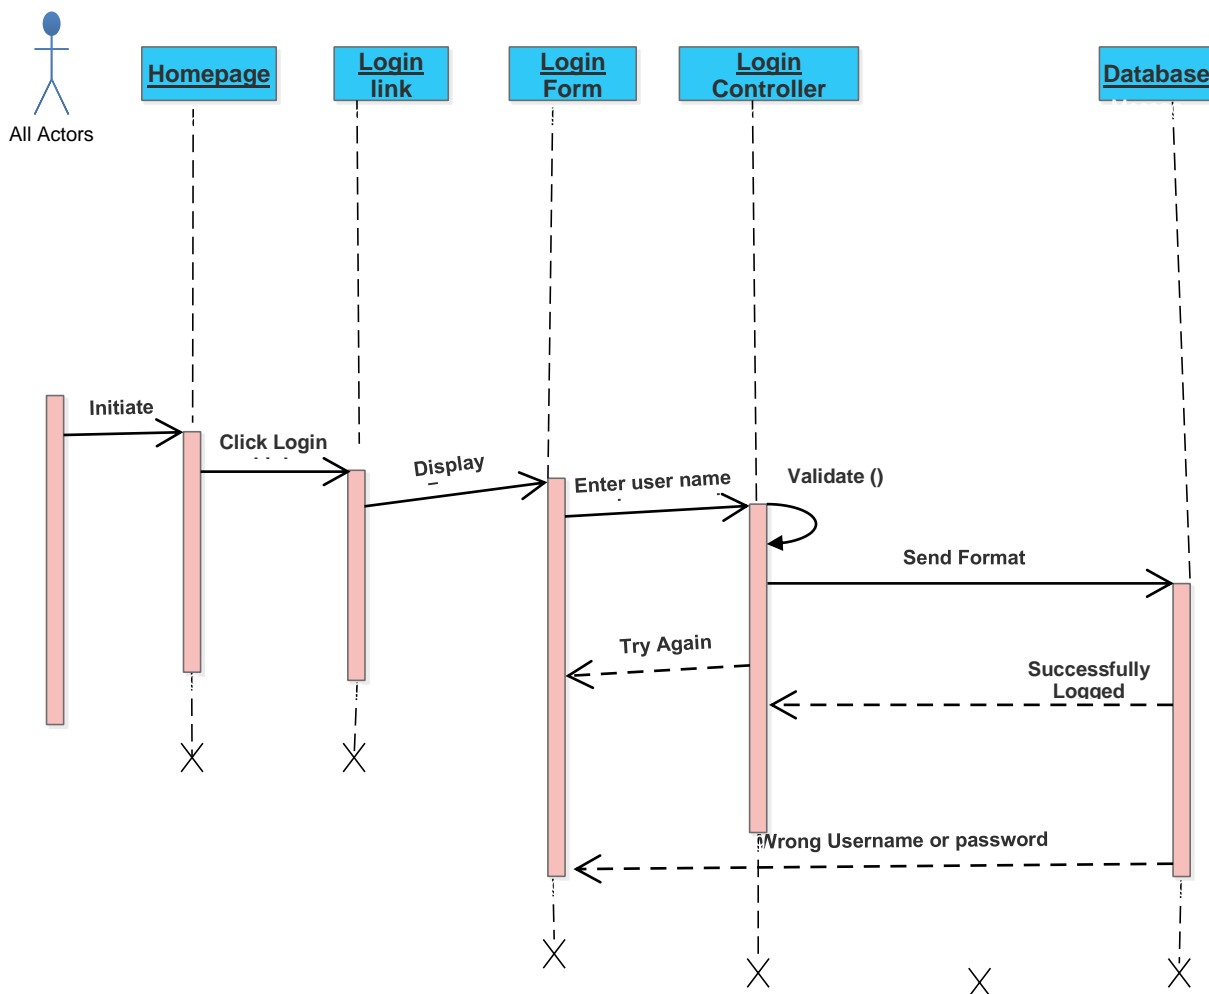 Homepage
Login
link
Login
Form
Login
Controller
Database
All Actors
Initiate
Click Login
Display
Enter user name
Validate ()
Send Format
Try Again
Successfully
Logged
Wrong Username or password